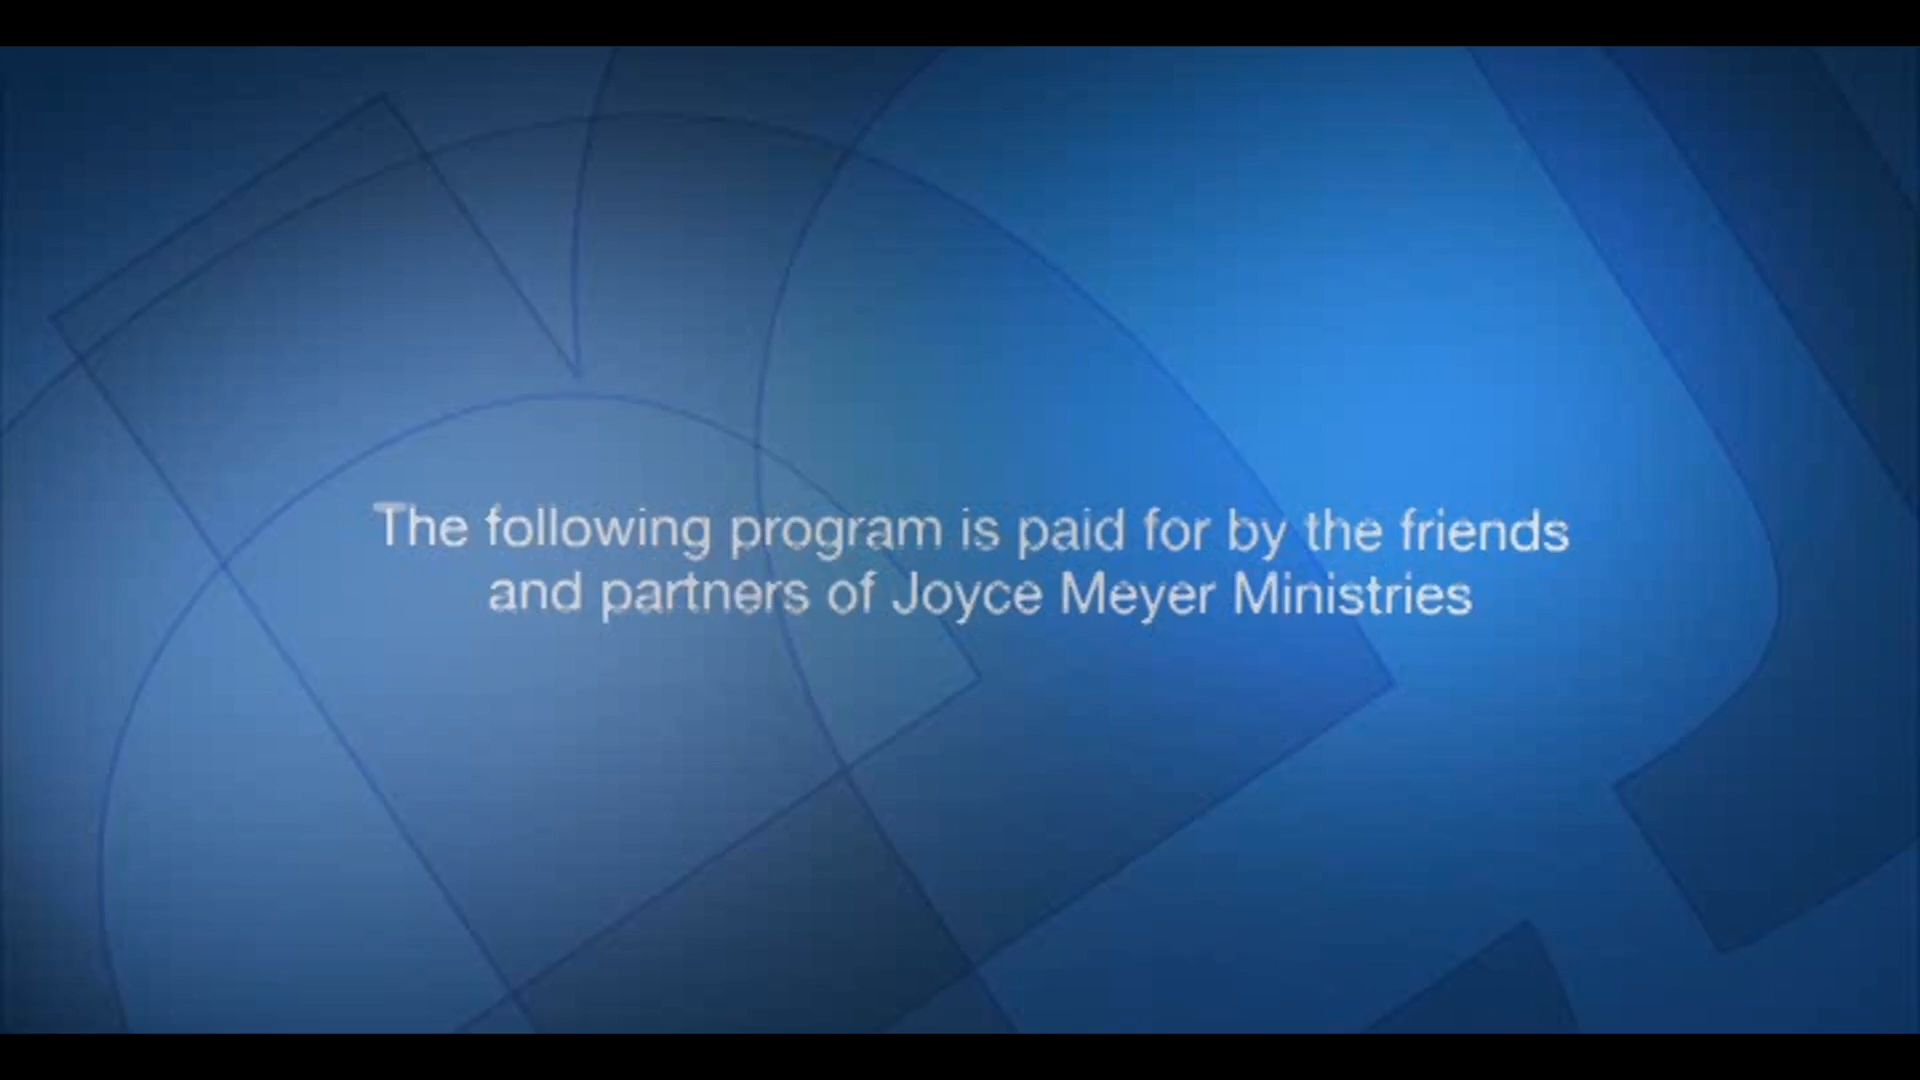 The following program is paid for by the friends
and partners of Joyce Meyer Ministries